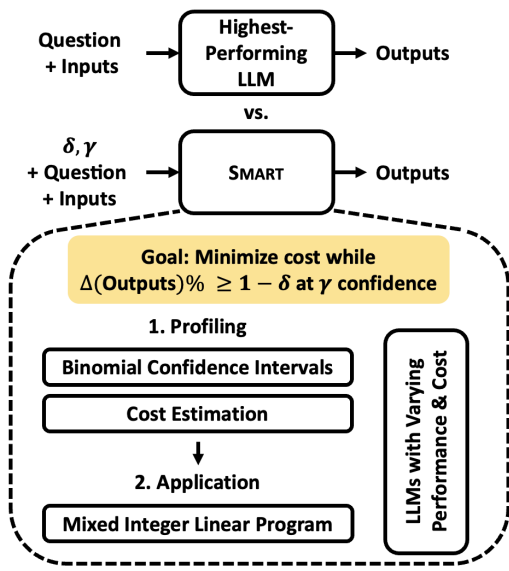 Question
+ Inputs
Highest-
Performing
LLM
Outputs
vs.
δ, γ
+ Question
+ Inputs
SMART
Outputs
Goal: Minimize cost while
Δ(Outputs)% ≥ 1 − δ at γ confidence
1. Profiling
Binomial Confidence Intervals
Cost Estimation
2. Application
Mixed Integer Linear Program
LLMs with Varying
Performance & Cost